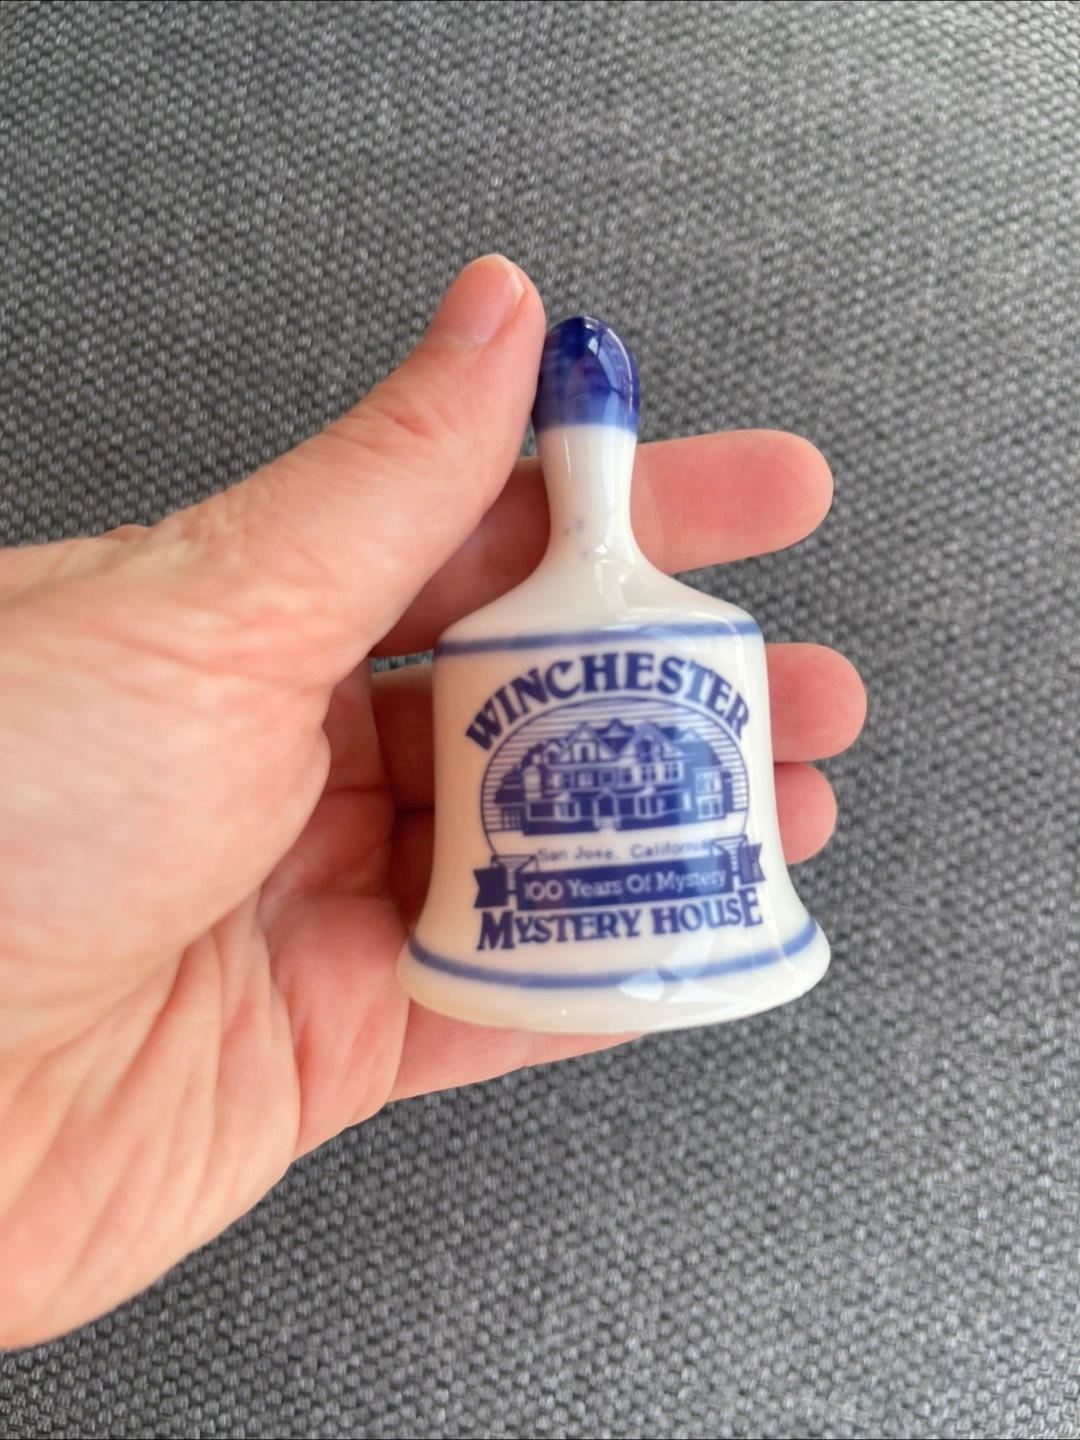 WINCHESTER
San Jose, California
100 Years Of Mystery
MYSTERY HOUSE